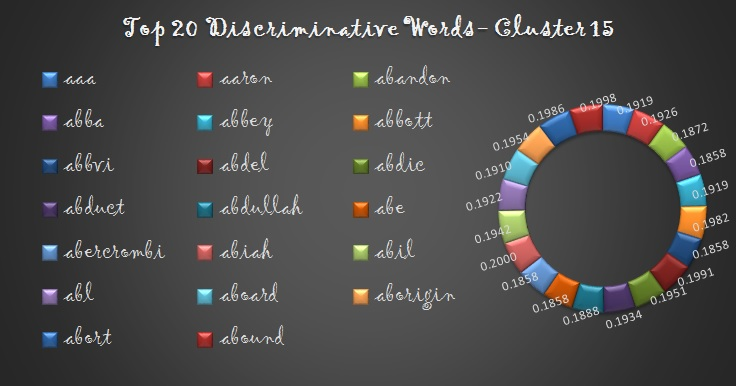 Top 20 Discriminative Words- Cluster 15
aaa aaron abandon
abba abbey abbott
abbvi abdel abdic
abduct abdullah abe
abercrombi abiah abil
abl aboard aborigin
abort abound
0.1919
0.1926
0.1872
0.1858
0.1919
0.1982
0.1858
0.1991
0.1951
0.1934
0.1888
0.1858
0.1858
0.2000
0.1942
0.1922
0.1910
0.1954
0.1986
0.1998